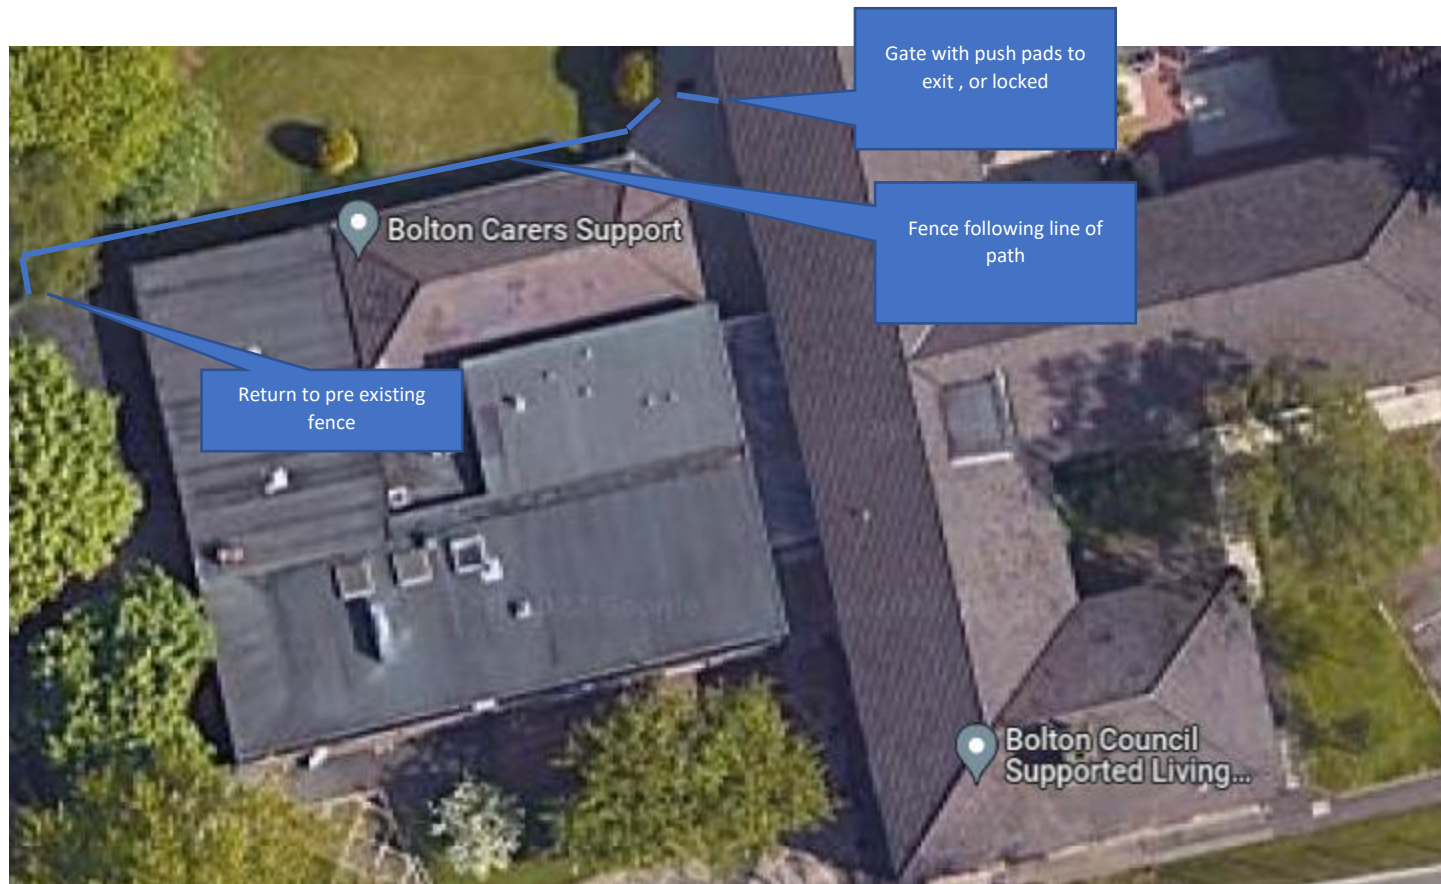 Gate with push pads to
exit , or locked
Fence following line of
path
Bolton Carers Support
Return to pre existing
fence
Bolton Council
Supported Living...